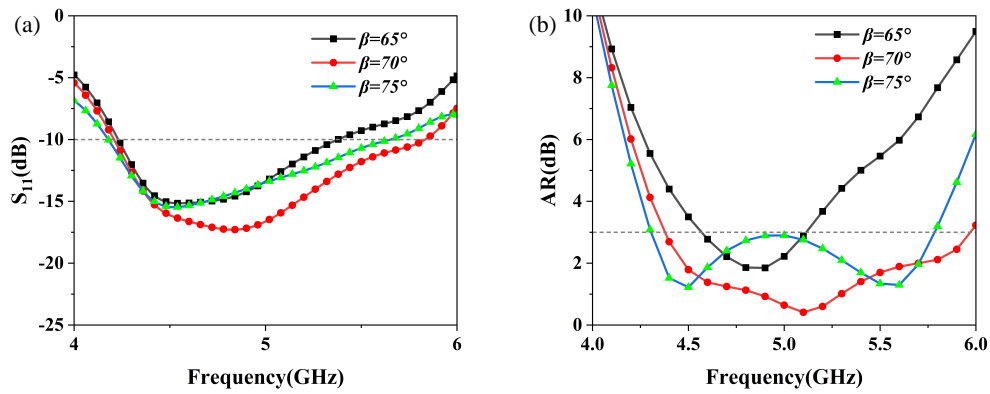 (a)
0
-5
-10
-15
-20
-25
S11(dB)
β=65°
β=70°
β=75°
4
5
6
Frequency(GHz)
(b)
10
8
6
4
2
0
AR(dB)
β=65°
β=70°
β=75°
4.0
4.5
5.0
5.5
6.0
Frequency(GHz)